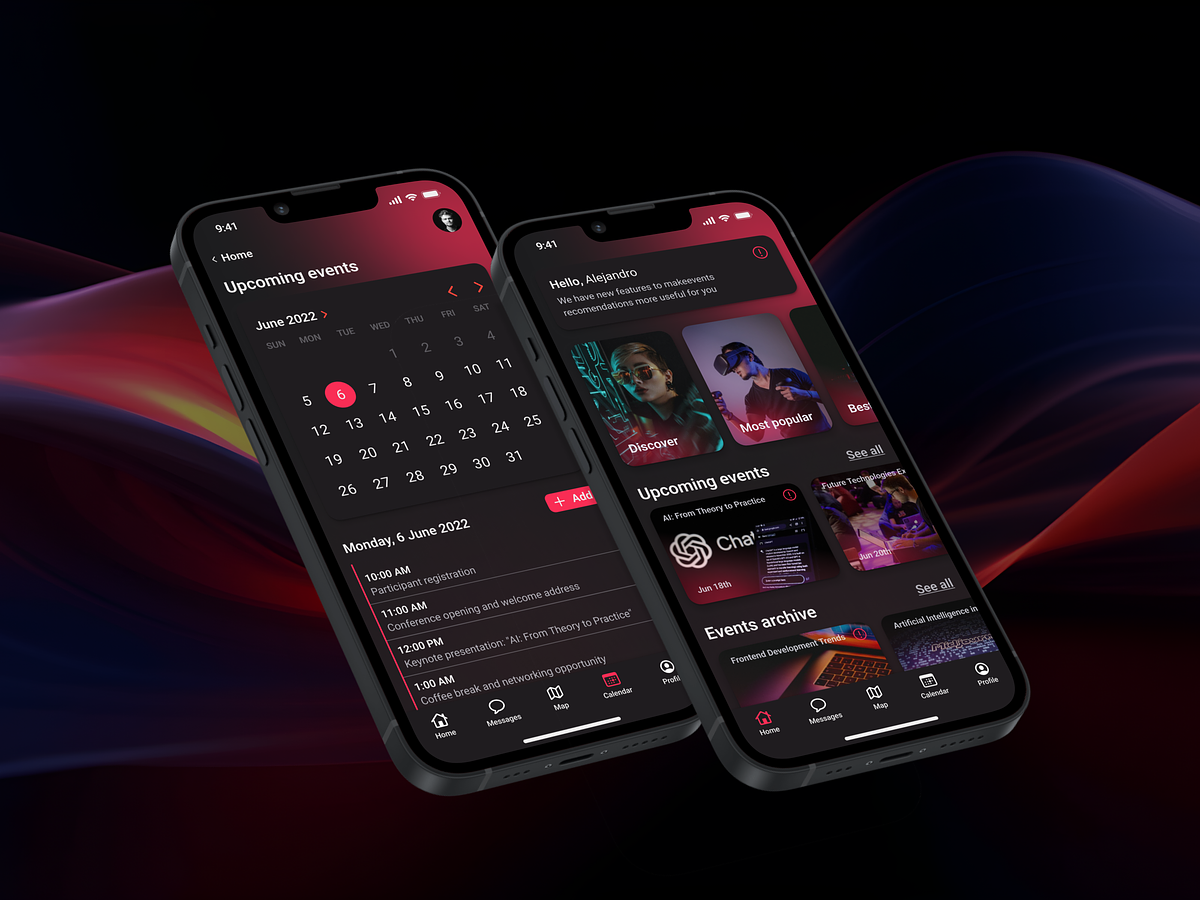 9:41
Home
Upcoming events
June 2022
SUN MON TUE WED THU FRI SAT
1 2 3 4
5 6 7 8 9 10 11
12 13 14 15 16 17 18
19 20 21 22 23 24 25
26 27 28 29 30 31
+ Add
Monday, 6 June 2022
10:00 AM
Participant registration
11:00 AM
Conference opening and welcome address
12:00 PM
Keynote presentation: "AI: From Theory to Practice"
1:00 AM
Coffee break and networking opportunity
Home Messages Map Calendar Profil
9:41
Hello, Alejandro
We have new features to makeevents
recomendations more useful for you
Discover
Most popular
Bes
See all
Upcoming events
AI: From Theory to Practice
Chat
Jun 18th
Future Technologies Ex
Jun 20th
See all
Events archive
Frontend Development Trends
Artificial Intelligence in
Home Messages Map Calendar Profile